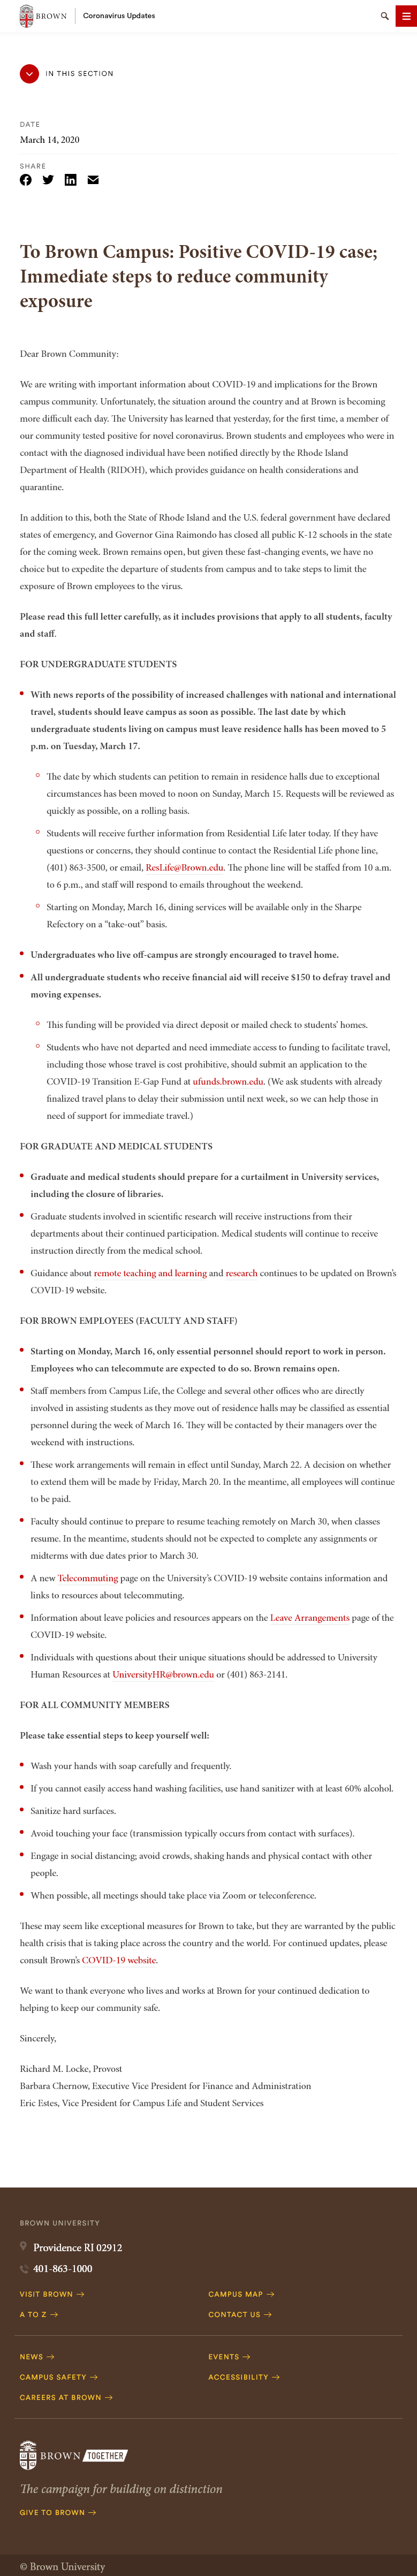 BROWN
Coronavirus Updates
IN THIS SECTION
DATE
March 14, 2020
SHARE
To Brown Campus: Positive COVID-19 case;
Immediate steps to reduce community
exposure
Dear Brown Community:
We are writing with important information about COVID-19 and implications for the Brown
campus community. Unfortunately, the situation around the country and at Brown is becoming
more difficult each day. The University has learned that yesterday, for the first time, a member of
our community tested positive for novel coronavirus. Brown students and employees who were in
contact with the diagnosed individual have been notified directly by the Rhode Island
Department of Health (RIDOH), which provides guidance on health considerations and
quarantine.
In addition to this, both the State of Rhode Island and the U.S. federal government have declared
states of emergency, and Governor Gina Raimondo has closed all public K-12 schools in the state
for the coming week. Brown remains open, but given these fast-changing events, we have no
choice but to expedite the departure of students from campus and to take steps to limit the
exposure of Brown employees to the virus.
Please read this full letter carefully, as it includes provisions that apply to all students, faculty
and staff.
FOR UNDERGRADUATE STUDENTS
With news reports of the possibility of increased challenges with national and international
travel, students should leave campus as soon as possible. The last date by which
undergraduate students living on campus must leave residence halls has been moved to 5
p.m. on Tuesday, March 17.
The date by which students can petition to remain in residence halls due to exceptional
circumstances has been moved to noon on Sunday, March 15. Requests will be reviewed as
quickly as possible, on a rolling basis.
Students will receive further information from Residential Life later today. If they have
questions or concerns, they should continue to contact the Residential Life phone line,
(401) 863-3500, or email, ResLife@Brown.edu. The phone line will be staffed from 10 a.m.
to 6 p.m., and staff will respond to emails throughout the weekend.
Starting on Monday, March 16, dining services will be available only in the Sharpe
Refectory on a “take-out” basis.
Undergraduates who live off-campus are strongly encouraged to travel home.
All undergraduate students who receive financial aid will receive $150 to defray travel and
moving expenses.
This funding will be provided via direct deposit or mailed check to students’ homes.
Students who have not departed and need immediate access to funding to facilitate travel,
including those whose travel is cost prohibitive, should submit an application to the
COVID-19 Transition E-Gap Fund at ufunds.brown.edu. (We ask students with already
finalized travel plans to delay their submission until next week, so we can help those in
need of support for immediate travel.)
FOR GRADUATE AND MEDICAL STUDENTS
Graduate and medical students should prepare for a curtailment in University services,
including the closure of libraries.
Graduate students involved in scientific research will receive instructions from their
departments about their continued participation. Medical students will continue to receive
instruction directly from the medical school.
Guidance about remote teaching and learning and research continues to be updated on Brown’s
COVID-19 website.
FOR BROWN EMPLOYEES (FACULTY AND STAFF)
Starting on Monday, March 16, only essential personnel should report to work in person.
Employees who can telecommute are expected to do so. Brown remains open.
Staff members from Campus Life, the College and several other offices who are directly
involved in assisting students as they move out of residence halls may be classified as essential
personnel during the week of March 16. They will be contacted by their managers over the
weekend with instructions.
These work arrangements will remain in effect until Sunday, March 22. A decision on whether
to extend them will be made by Friday, March 20. In the meantime, all employees will continue
to be paid.
Faculty should continue to prepare to resume teaching remotely on March 30, when classes
resume. In the meantime, students should not be expected to complete any assignments or
midterms with due dates prior to March 30.
A new Telecommuting page on the University’s COVID-19 website contains information and
links to resources about telecommuting.
Information about leave policies and resources appears on the Leave Arrangements page of the
COVID-19 website.
Individuals with questions about their unique situations should be addressed to University
Human Resources at UniversityHR@brown.edu or (401) 863-2141.
FOR ALL COMMUNITY MEMBERS
Please take essential steps to keep yourself well:
Wash your hands with soap carefully and frequently.
If you cannot easily access hand washing facilities, use hand sanitizer with at least 60% alcohol.
Sanitize hard surfaces.
Avoid touching your face (transmission typically occurs from contact with surfaces).
Engage in social distancing; avoid crowds, shaking hands and physical contact with other
people.
When possible, all meetings should take place via Zoom or teleconference.
These may seem like exceptional measures for Brown to take, but they are warranted by the public
health crisis that is taking place across the country and the world. For continued updates, please
consult Brown’s COVID-19 website.
We want to thank everyone who lives and works at Brown for your continued dedication to
helping to keep our community safe.
Sincerely,
Richard M. Locke, Provost
Barbara Chernow, Executive Vice President for Finance and Administration
Eric Estes, Vice President for Campus Life and Student Services
BROWN UNIVERSITY
Providence RI 02912
401-863-1000
VISIT BROWN
CAMPUS MAP
A TO Z
CONTACT US
NEWS
EVENTS
CAMPUS SAFETY
ACCESSIBILITY
CAREERS AT BROWN
BROWN TOGETHER
The campaign for building on distinction
GIVE TO BROWN
© Brown University